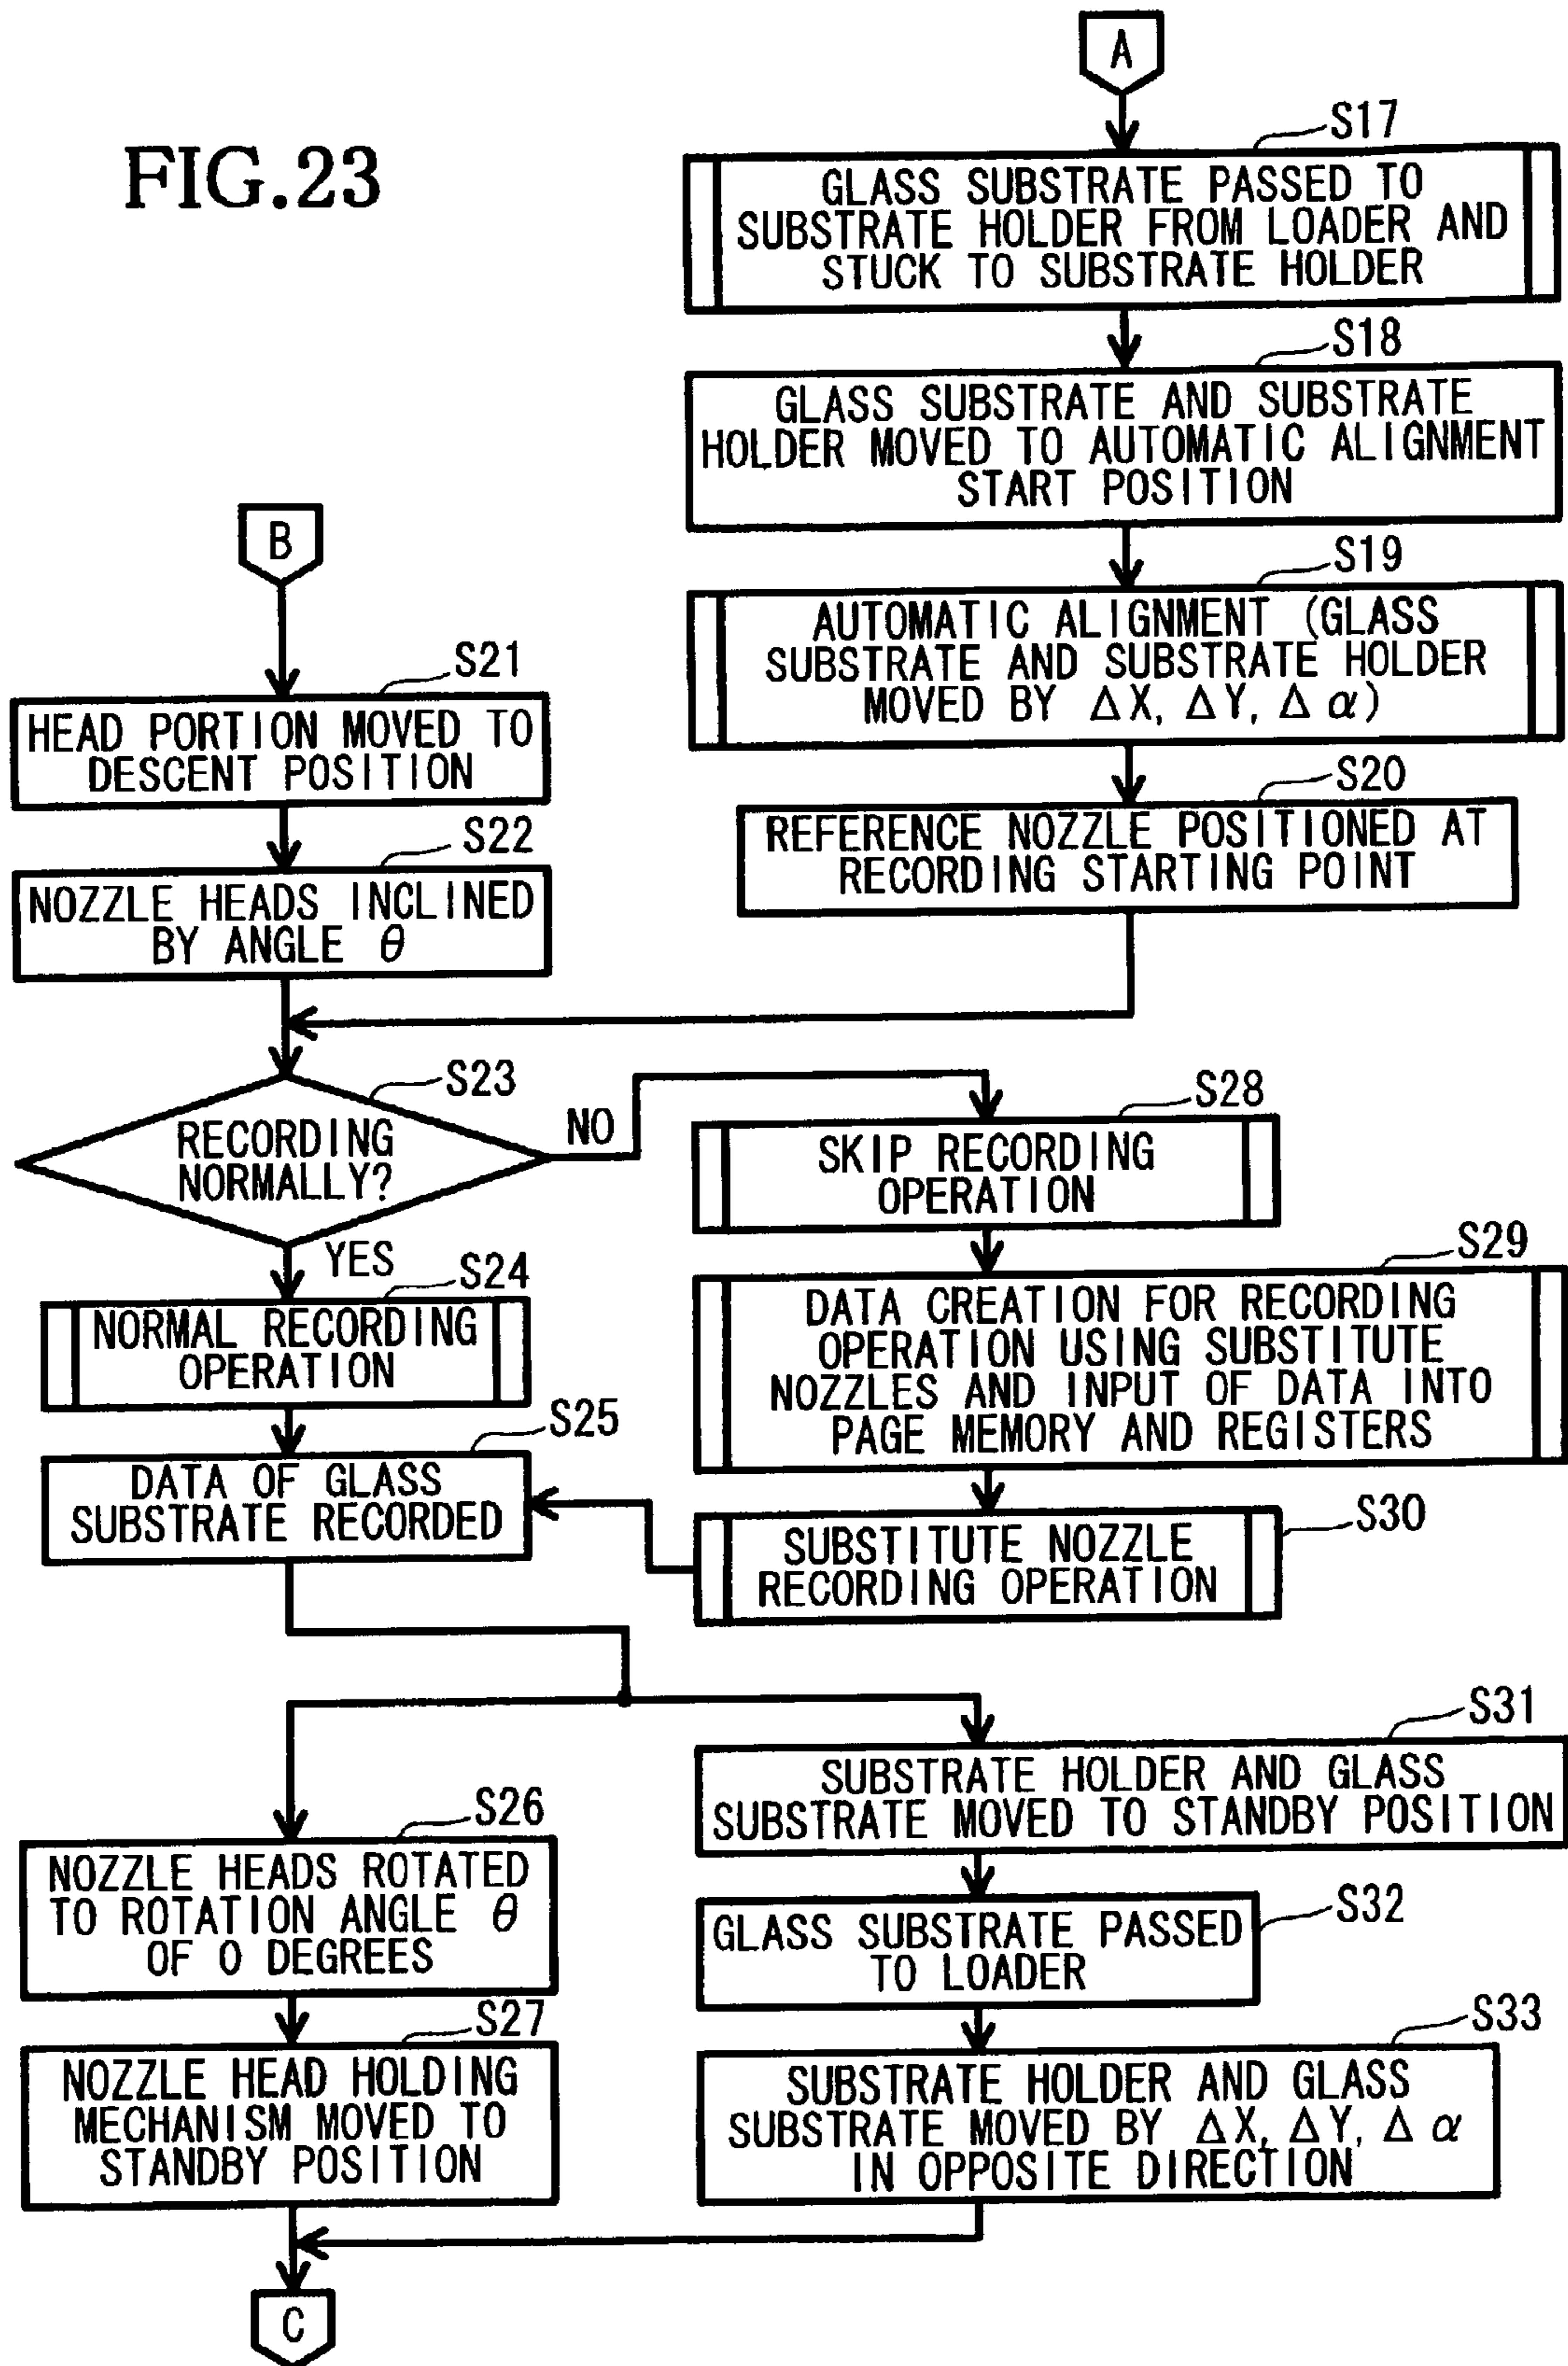 FIG.23
A
S17
GLASS SUBSTRATE PASSED TO
SUBSTRATE HOLDER FROM LOADER AND
STUCK TO SUBSTRATE HOLDER
S18
GLASS SUBSTRATE AND SUBSTRATE
HOLDER MOVED TO AUTOMATIC ALIGNMENT
START POSITION
S19
AUTOMATIC ALIGNMENT (GLASS
SUBSTRATE AND SUBSTRATE HOLDER
MOVED BY ΔX, ΔY, Δ α)
S20
REFERENCE NOZZLE POSITIONED AT
RECORDING STARTING POINT
B
S21
HEAD PORTION MOVED TO
DESCENT POSITION
S22
NOZZLE HEADS INCLINED
BY ANGLE θ
S23
RECORDING
NORMALLY?
NO
YES
S24
NORMAL RECORDING
OPERATION
S25
DATA OF GLASS
SUBSTRATE RECORDED
S28
SKIP RECORDING
OPERATION
S29
DATA CREATION FOR RECORDING
OPERATION USING SUBSTITUTE
NOZZLES AND INPUT OF DATA INTO
PAGE MEMORY AND REGISTERS
S30
SUBSTITUTE NOZZLE
RECORDING OPERATION
S26
NOZZLE HEADS ROTATED
TO ROTATION ANGLE θ
OF 0 DEGREES
S27
NOZZLE HEAD HOLDING
MECHANISM MOVED TO
STANDBY POSITION
S31
SUBSTRATE HOLDER AND GLASS
SUBSTRATE MOVED TO STANDBY POSITION
S32
GLASS SUBSTRATE PASSED
TO LOADER
S33
SUBSTRATE HOLDER AND GLASS
SUBSTRATE MOVED BY ΔX, ΔY, Δ α
IN OPPOSITE DIRECTION
C